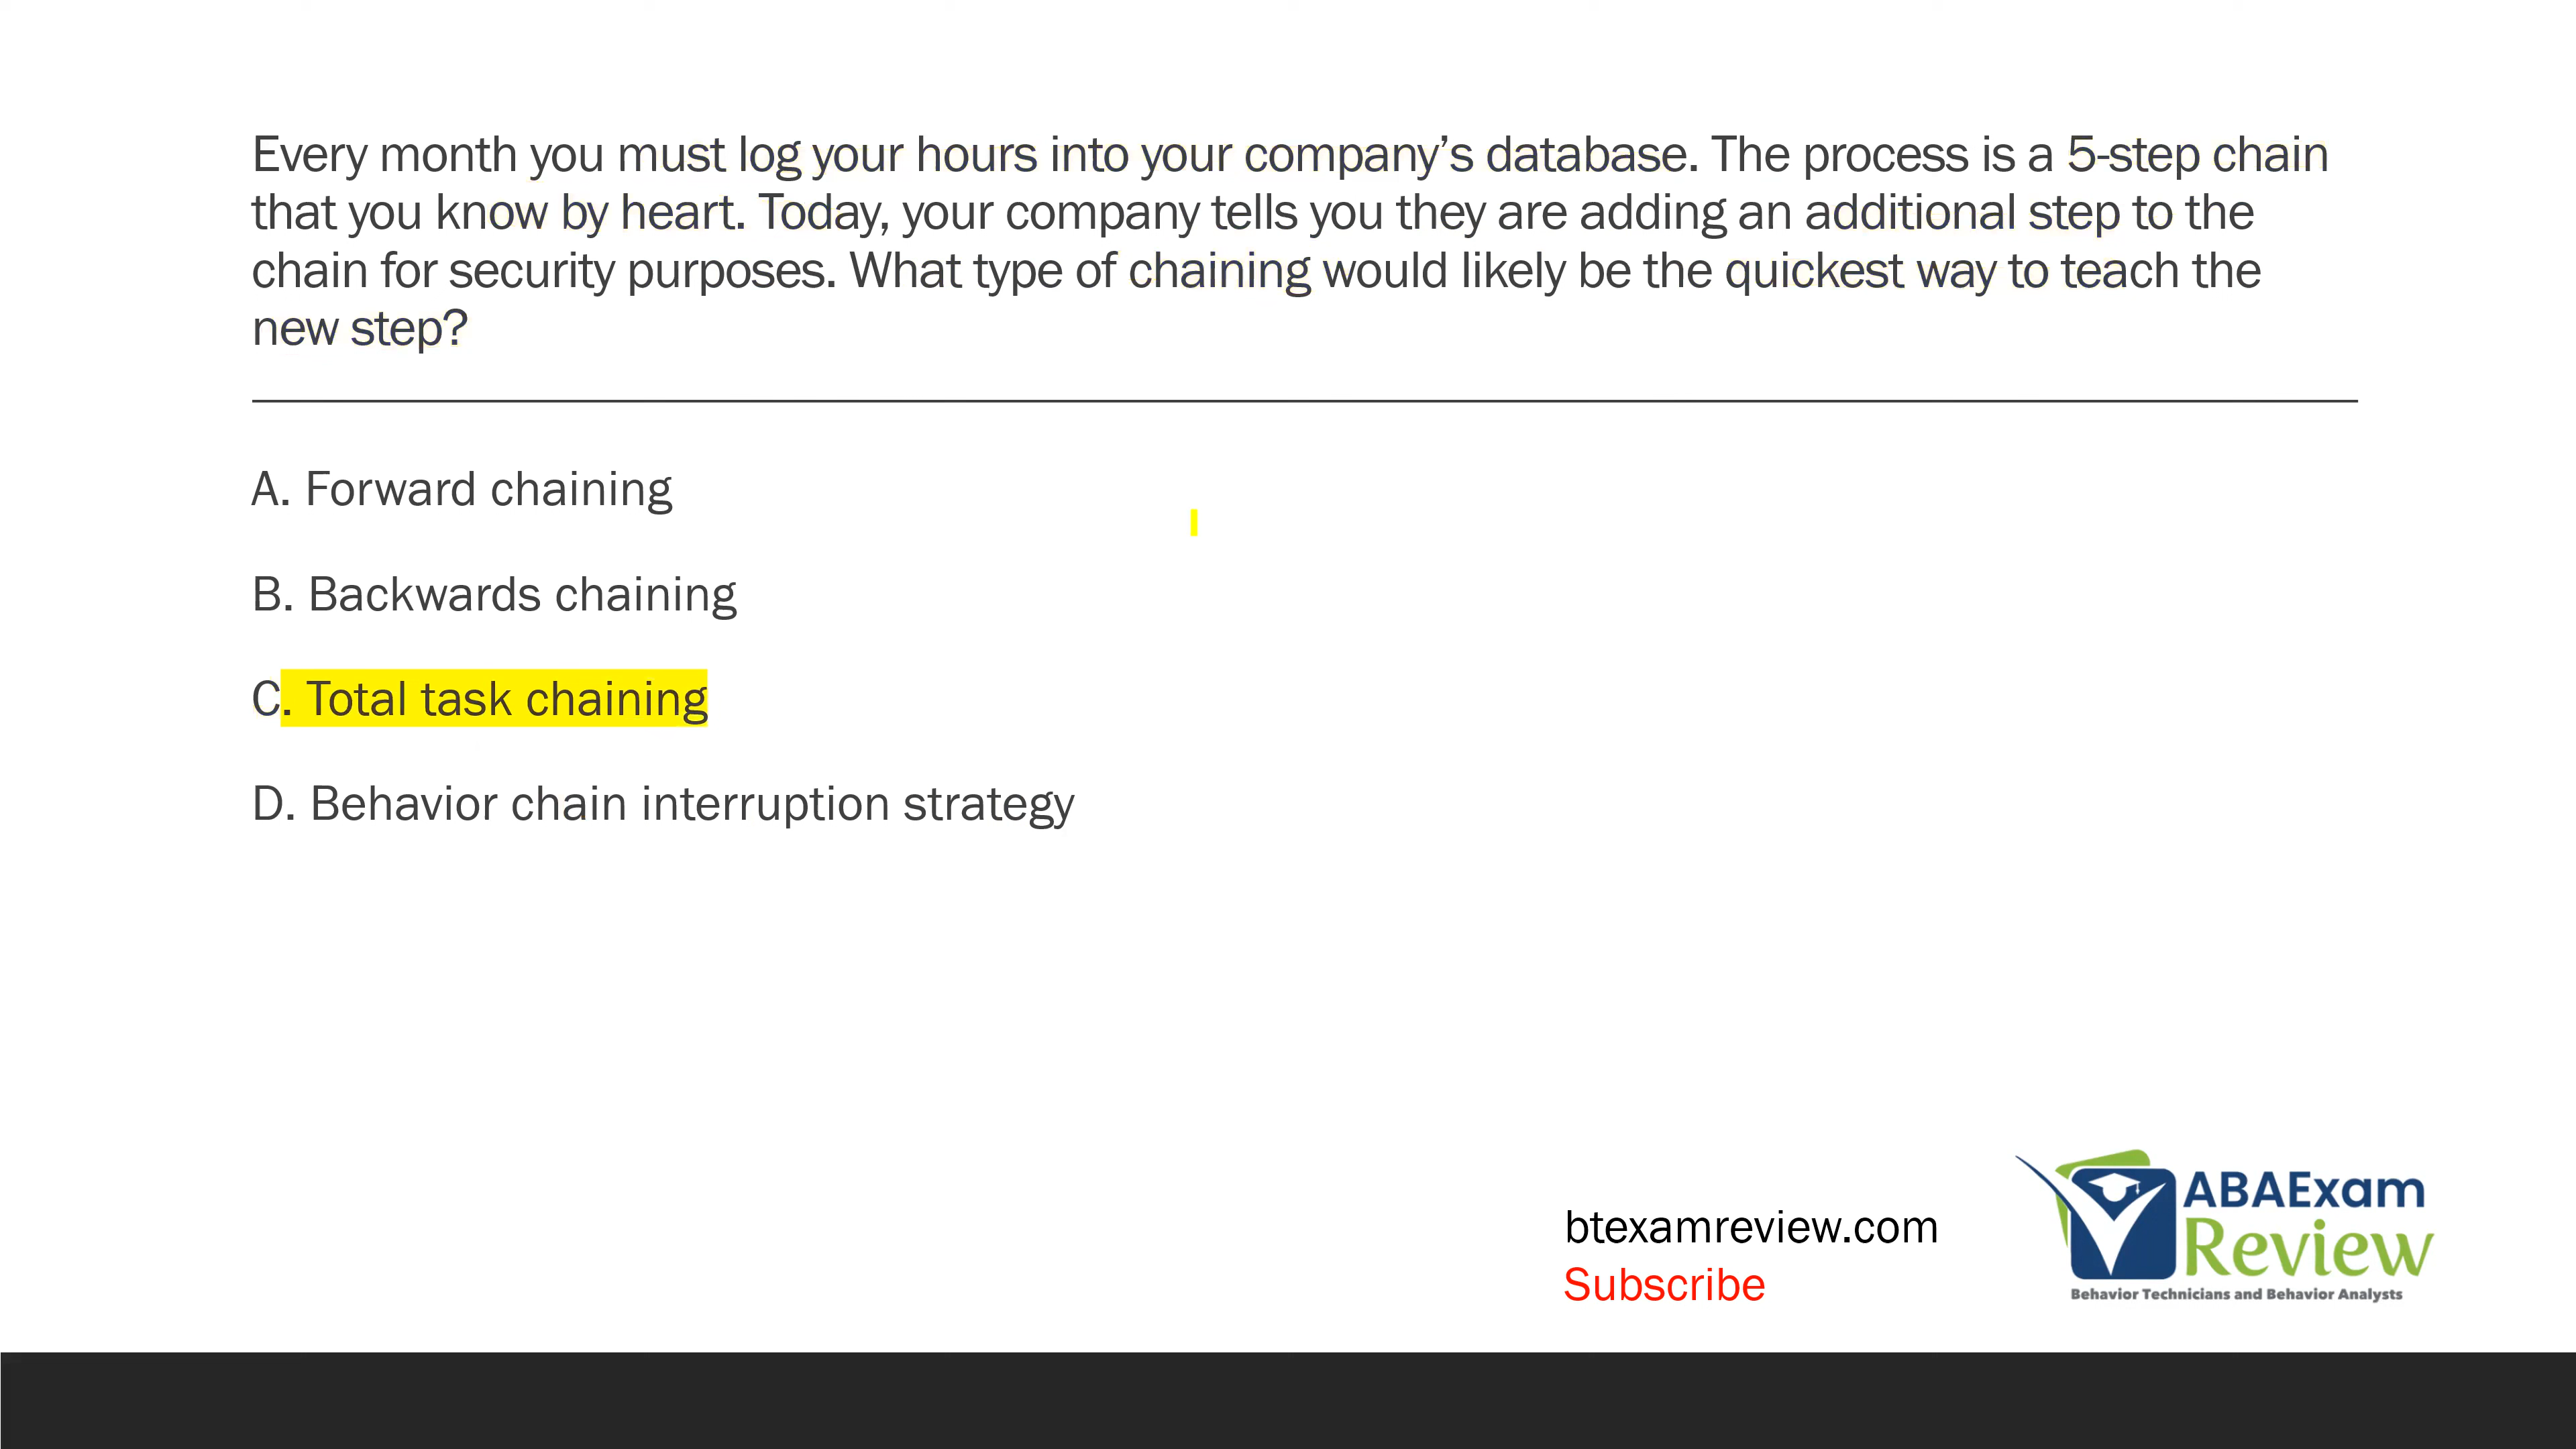 Every month you must log your hours into your company’s database. The process is a 5-step chain
that you know by heart. Today, your company tells you they are adding an additional step to the
chain for security purposes. What type of chaining would likely be the quickest way to teach the
new step?
A. Forward chaining
B. Backwards chaining
C. Total task chaining
D. Behavior chain interruption strategy
btexamreview.com
Subscribe
ABAExam
Review
Behavior Technicians and Behavior Analysts